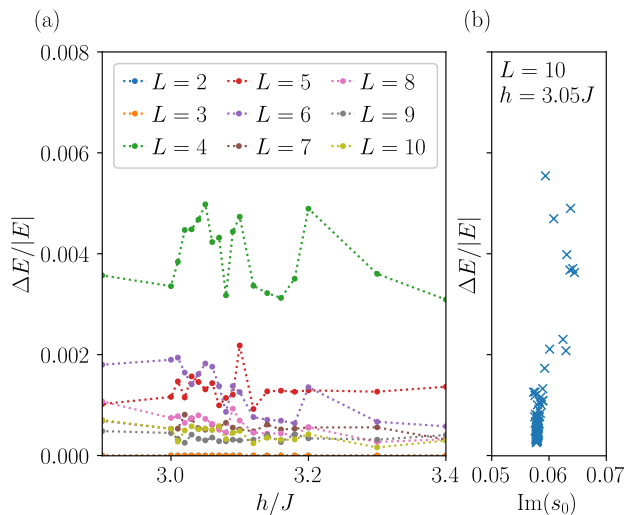 (a)
0.008
0.006
0.004
0.002
0.000
ΔE/|E|
L = 2
L = 3
L = 4
L = 5
L = 6
L = 7
L = 8
L = 9
L = 10
3.0
3.2
3.4
h/J
(b)
L = 10
h = 3.05J
ΔE/|E|
0.05
0.06
0.07
Im(s₀)